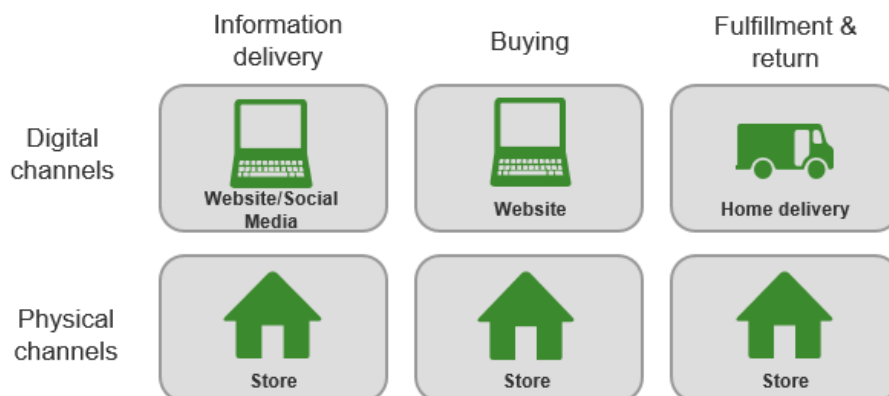 Information
delivery
Buying
Fulfillment &
return
Digital
channels
Website/Social
Media
Website
Home delivery
Physical
channels
Store
Store
Store